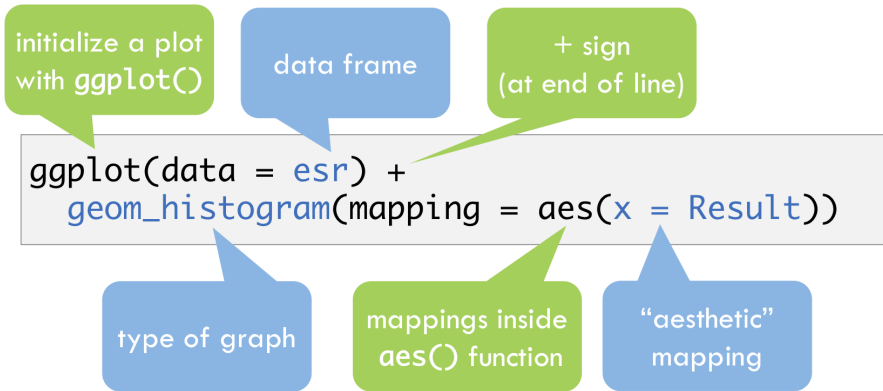 initialize a plot
with ggplot()
data frame
+ sign
(at end of line)
ggplot(data = esr) +
  geom_histogram(mapping = aes(x = Result))
type of graph
mappings inside
aes() function
“aesthetic”
mapping